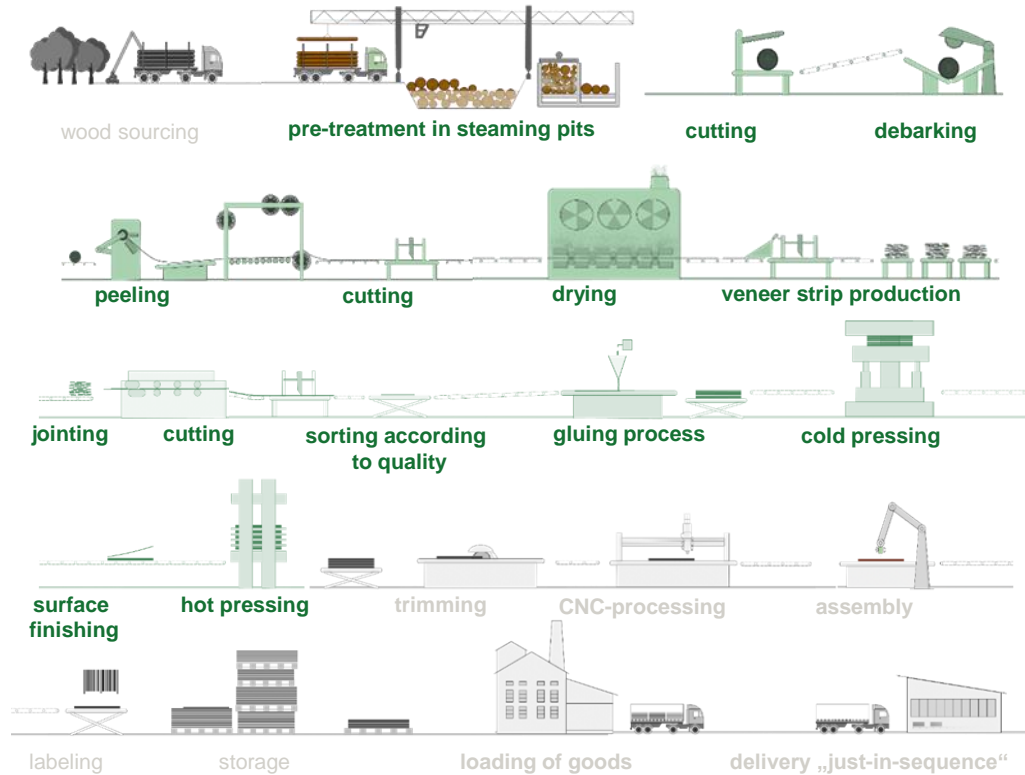 wood sourcing
pre-treatment in steaming pits
cutting
debarking
peeling
cutting
drying
veneer strip production
jointing
cutting
sorting according
to quality
gluing process
cold pressing
surface
finishing
hot pressing
trimming
CNC-processing
assembly
labeling
storage
loading of goods
delivery „just-in-sequence“